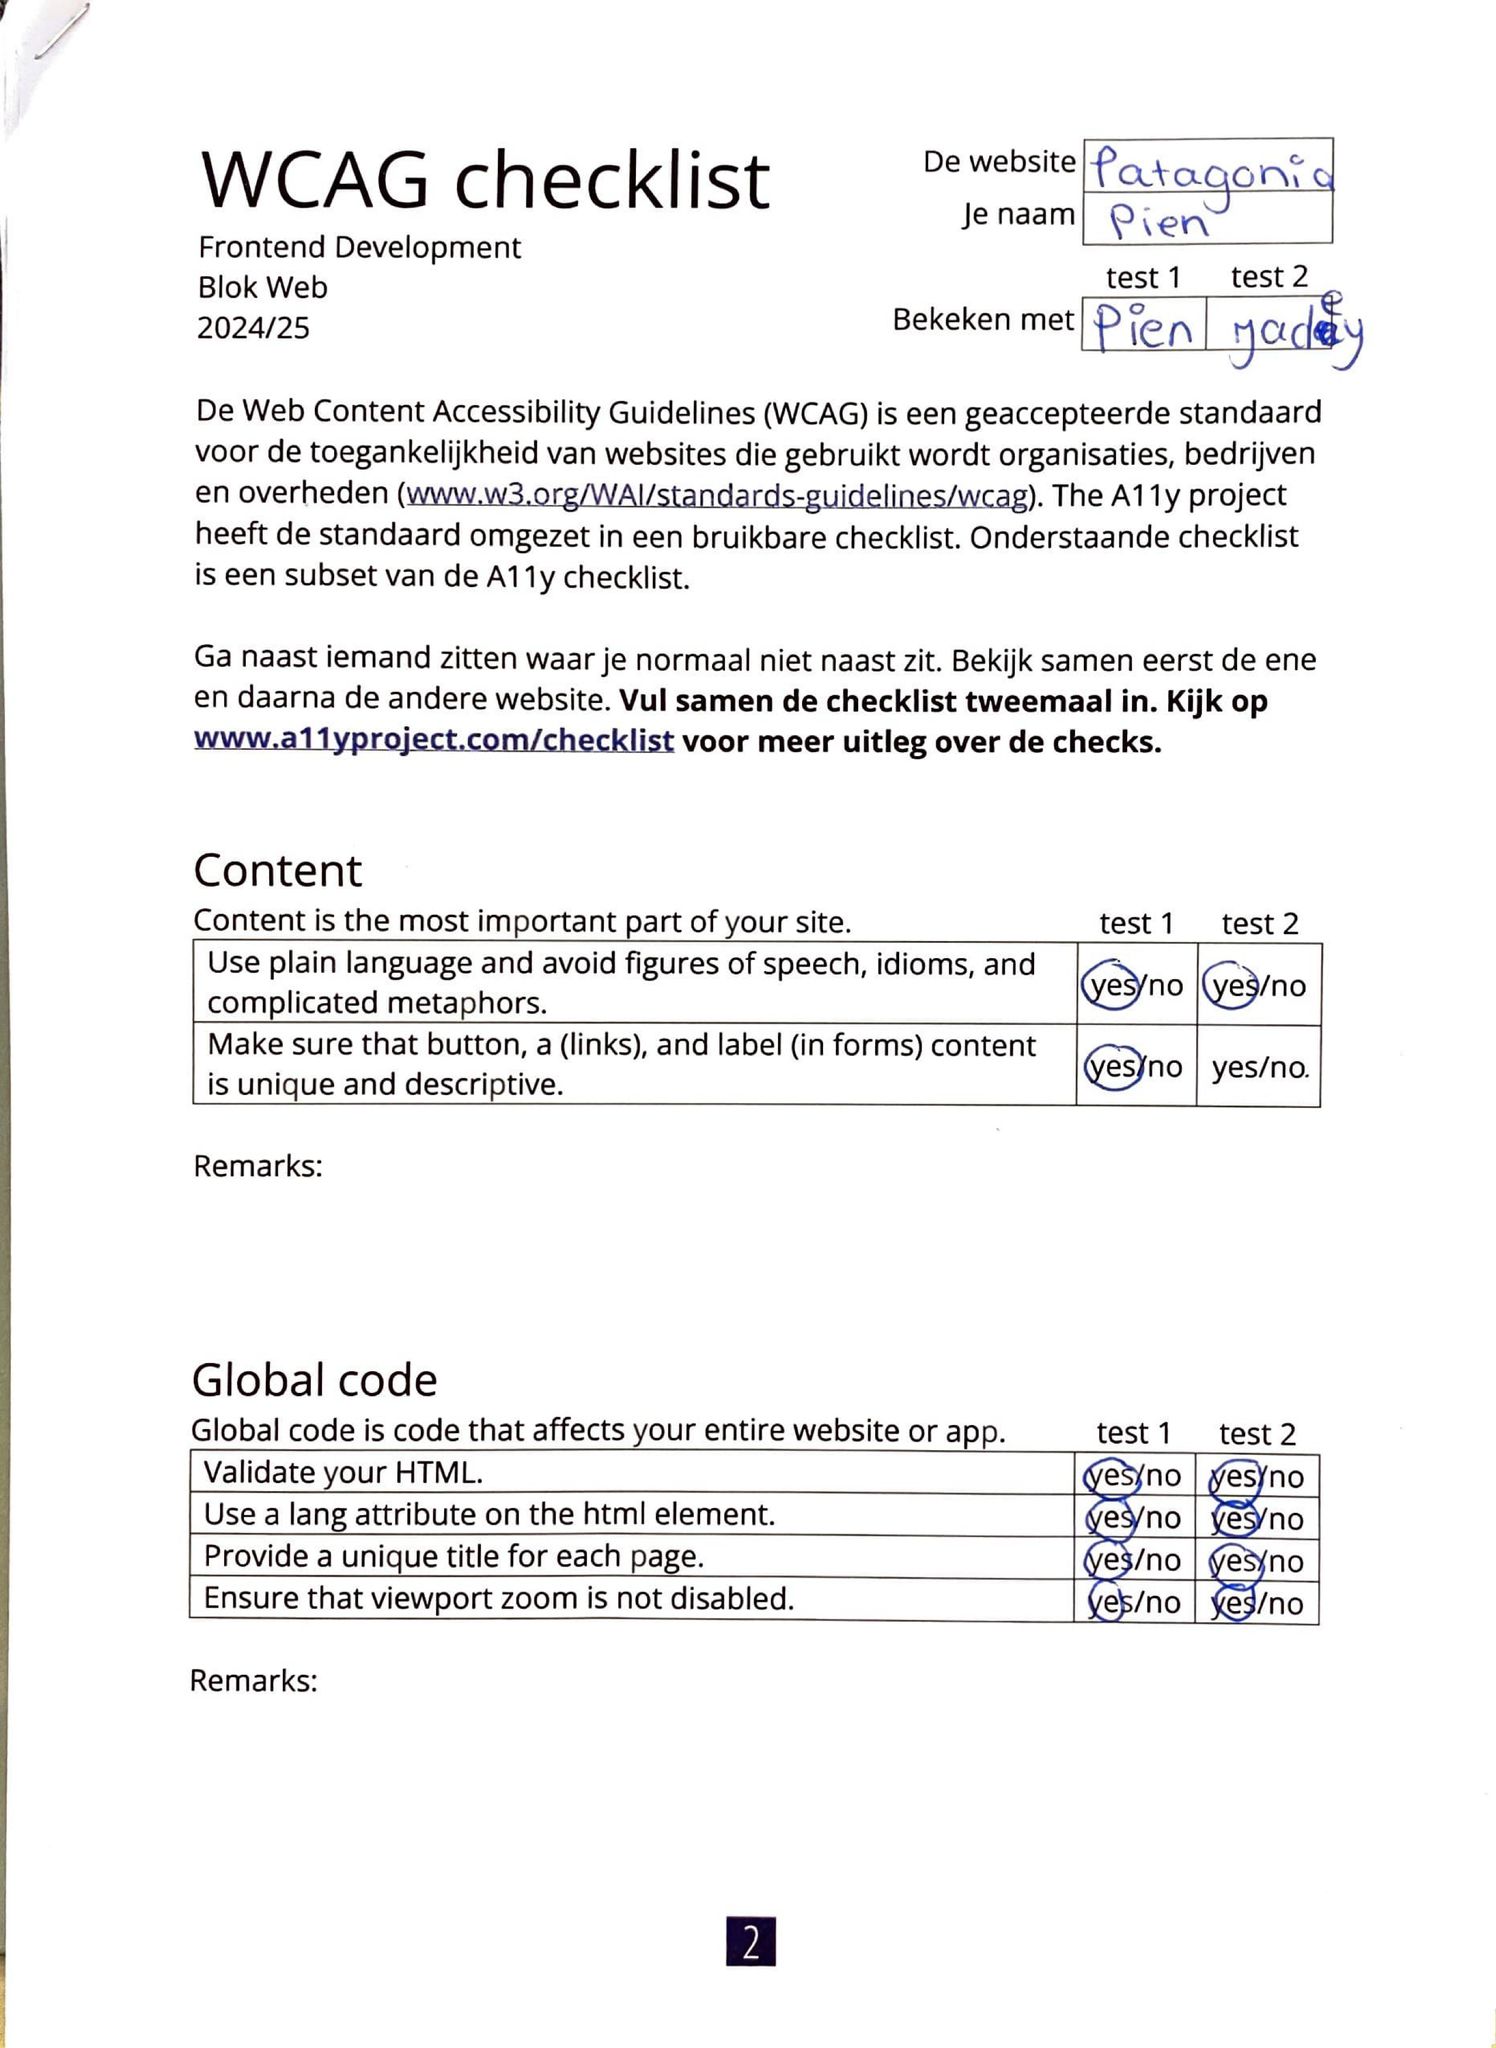 WCAG checklist
Frontend Development
Blok Web
2024/25
De website Patagonia
Je naam Pien
test 1 test 2
Bekeken met Pien
De Web Content Accessibility Guidelines (WCAG) is een geaccepteerde standaard
voor de toegankelijkheid van websites die gebruikt wordt organisaties, bedrijven
en overheden (www.w3.org/WAI/standards-guidelines/wcag). The A11y project
heeft de standaard omgezet in een bruikbare checklist. Onderstaande checklist
is een subset van de A11y checklist.
Ga naast iemand zitten waar je normaal niet naast zit. Bekijk samen eerst de ene
en daarna de andere website. Vul samen de checklist tweemaal in. Kijk op
www.a11yproject.com/checklist voor meer uitleg over de checks.
Content
Content is the most important part of your site. test 1 test 2
Use plain language and avoid figures of speech, idioms, and
complicated metaphors. yes/no yes/no
Make sure that button, a (links), and label (in forms) content
is unique and descriptive. yes/no yes/no.
Remarks:
Global code
Global code is code that affects your entire website or app. test 1 test 2
Validate your HTML. yes/no yes/no
Use a lang attribute on the html element. yes/no yes/no
Provide a unique title for each page. yes/no yes/no
Ensure that viewport zoom is not disabled. yes/no yes/no
Remarks:
2